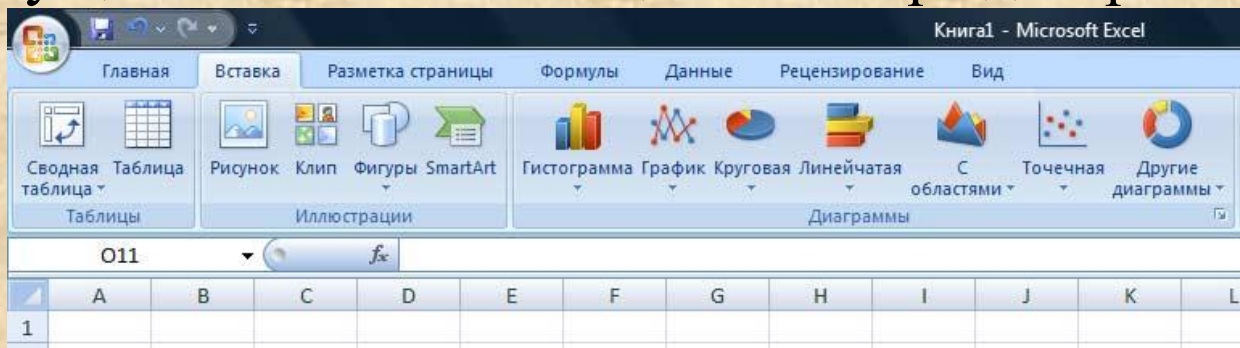 Книга1 - Microsoft Excel
Главная Вставка Разметка страницы Формулы Данные Рецензирование Вид
Сводная таблица Таблица Рисунок Клип Фигуры SmartArt Гистограмма График Круговая Линейчатая С областями Точечная Другие диаграммы
Таблицы Иллюстрации Диаграммы
O11 fx
A B C D E F G H I J K L
1